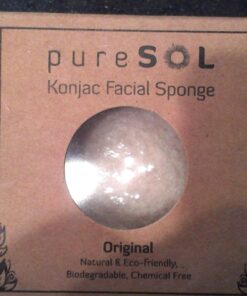 pureSOL
Konjac Facial Sponge
Original
Natural & Eco-friendly,
Biodegradable, Chemical Free